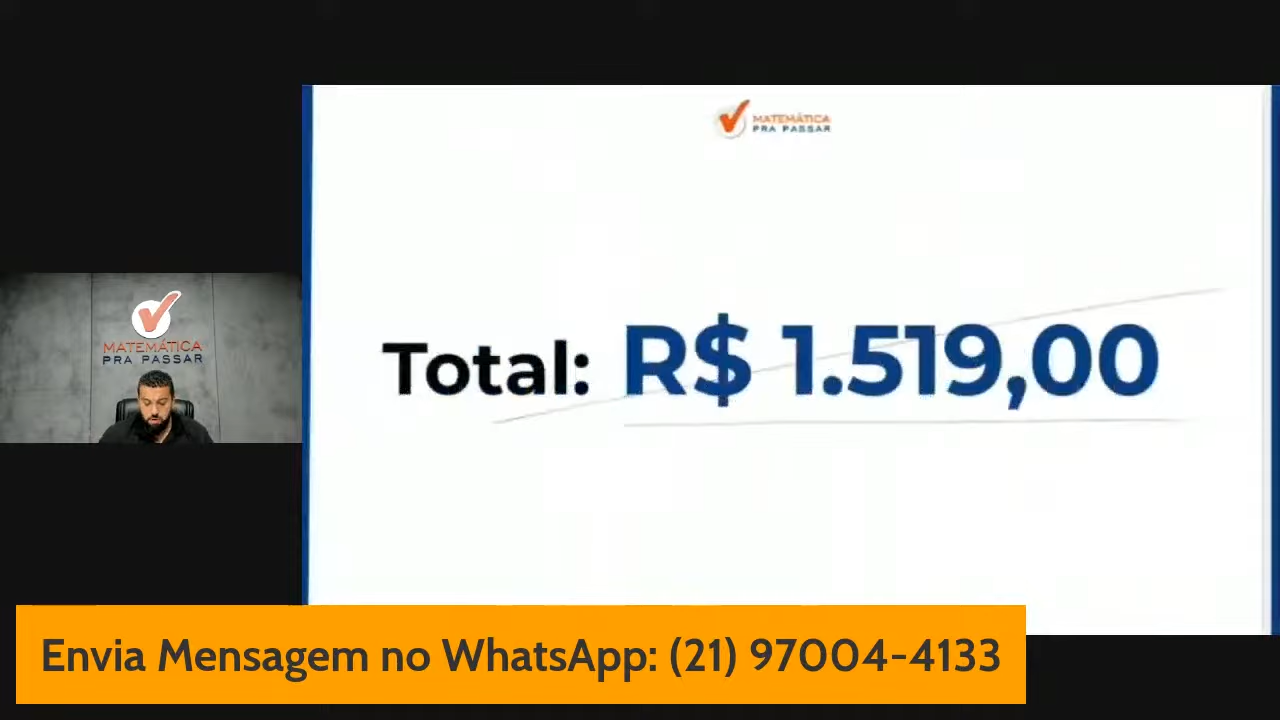 MATEMÁTICA
PRA PASSAR
MATEMÁTICA
PRA PASSAR
Total: R$ 1.519,00
Envia Mensagem no WhatsApp: (21) 97004-4133